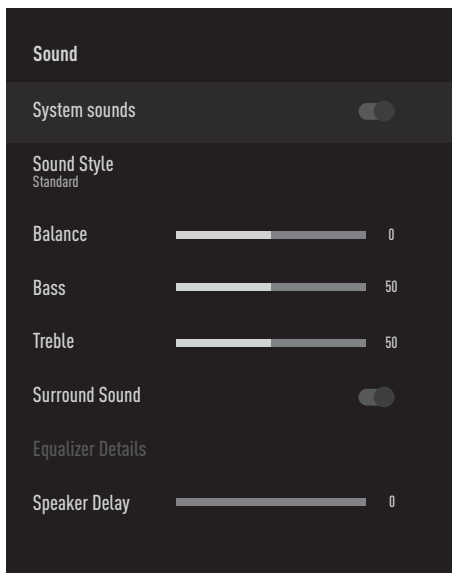 Sound
System sounds
Sound Style
Standard
Balance 0
Bass 50
Treble 50
Surround Sound
Equalizer Details
Speaker Delay 0